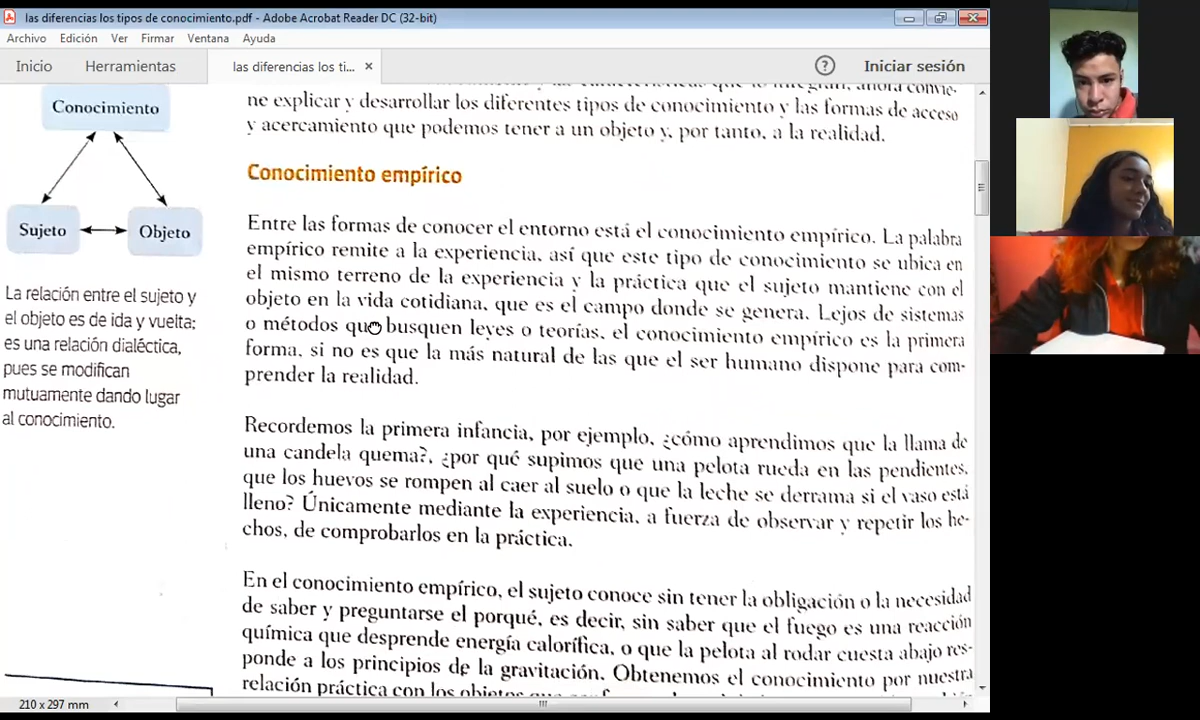 las diferencias los tipos de conocimiento.pdf - Adobe Acrobat Reader DC (32-bit)
Archivo Edición Ver Firmar Ventana Ayuda
Inicio Herramientas las diferencias los ti... × ? Iniciar sesión
Conocimiento
Sujeto Objeto
La relación entre el sujeto y
el objeto es de ida y vuelta;
es una relación dialéctica,
pues se modifican
mutuamente dando lugar
al conocimiento.
ne explicar y desarrollar los diferentes tipos de conocimiento y las formas de acceso
y acercamiento que podemos tener a un objeto y, por tanto, a la realidad.
Conocimiento empírico
Entre las formas de conocer el entorno está el conocimiento empírico. La palabra
empírico remite a la experiencia, así que este tipo de conocimiento se ubica en
el mismo terreno de la experiencia y la práctica que el sujeto mantiene con el
objeto en la vida cotidiana, que es el campo donde se genera. Lejos de sistemas
o métodos que busquen leyes o teorías, el conocimiento empírico es la primera
forma, si no es que la más natural de las que el ser humano dispone para com-
prender la realidad.
Recordemos la primera infancia, por ejemplo, ¿cómo aprendimos que la llama de
una candela quema?, ¿por qué supimos que una pelota rueda en las pendientes,
que los huevos se rompen al caer al suelo o que la leche se derrama si el vaso está
lleno? Únicamente mediante la experiencia, a fuerza de observar y repetir los he-
chos, de comprobarlos en la práctica.
En el conocimiento empírico, el sujeto conoce sin tener la obligación o la necesidad
de saber y preguntarse el porqué, es decir, sin saber que el fuego es una reacción
química que desprende energía calorífica, o que la pelota al rodar cuesta abajo res-
ponde a los principios de la gravitación. Obtenemos el conocimiento por nuestra
relación práctica con los objetos que
210 x 297 mm